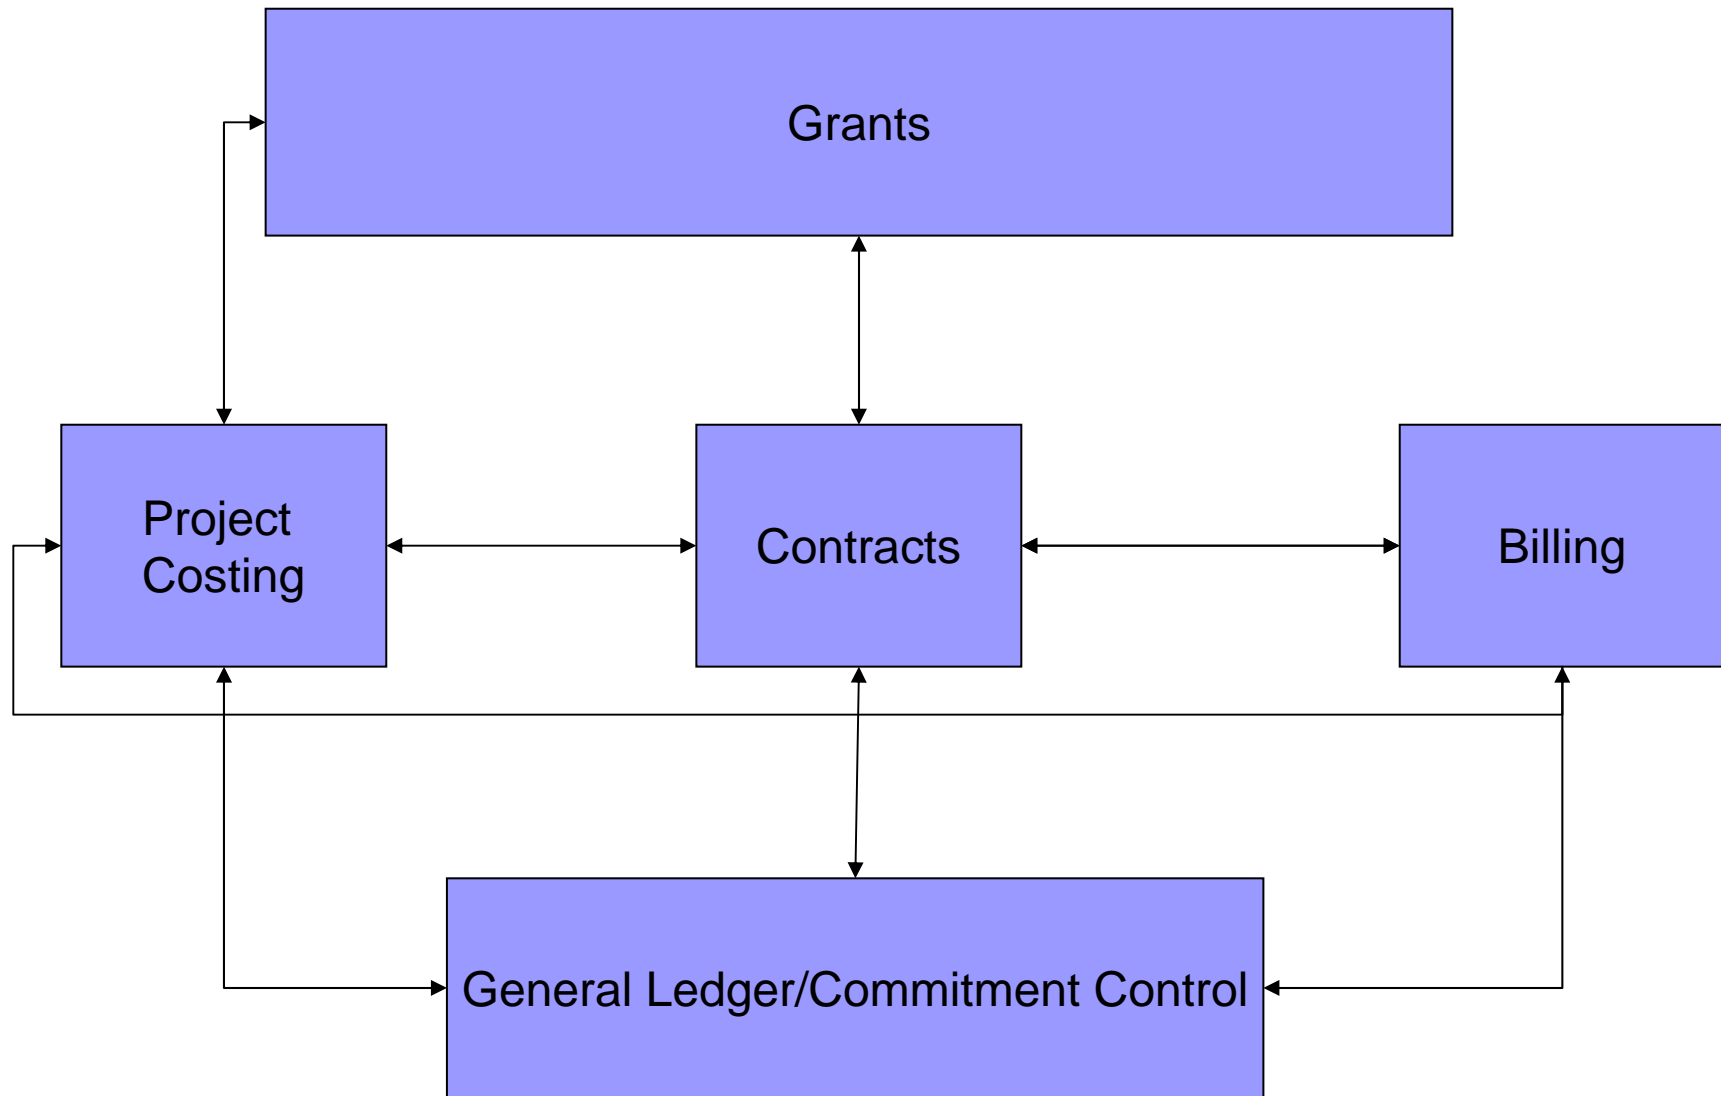 Grants
Project
Costing
Contracts
Billing
General Ledger/Commitment Control